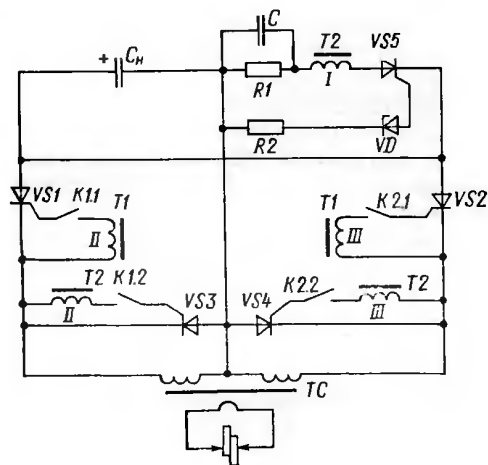 C T2 VS5
+ Cн
R1 I
R2 VD
VS1 K1.1 T1 K2.1 VS2
II III
T2 K1.2 VS3 VS4 K2.2 T2
II III
TC